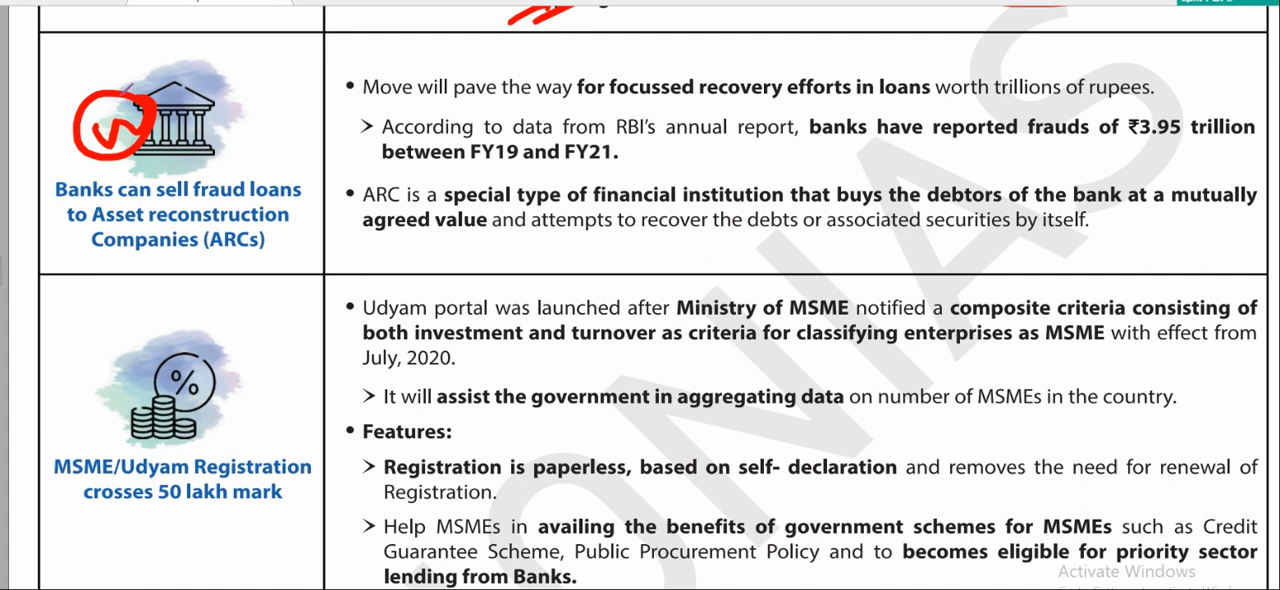 • Move will pave the way for focussed recovery efforts in loans worth trillions of rupees.
➢ According to data from RBI's annual report, banks have reported frauds of ₹3.95 trillion
between FY19 and FY21.
Banks can sell fraud loans
to Asset reconstruction
Companies (ARCs)
• ARC is a special type of financial institution that buys the debtors of the bank at a mutually
agreed value and attempts to recover the debts or associated securities by itself.
• Udyam portal was launched after Ministry of MSME notified a composite criteria consisting of
both investment and turnover as criteria for classifying enterprises as MSME with effect from
July, 2020.
➢ It will assist the government in aggregating data on number of MSMEs in the country.
%
MSME/Udyam Registration
crosses 50 lakh mark
• Features:
➢ Registration is paperless, based on self- declaration and removes the need for renewal of
Registration.
➢ Help MSMEs in availing the benefits of government schemes for MSMEs such as Credit
Guarantee Scheme, Public Procurement Policy and to becomes eligible for priority sector
lending from Banks.
ONIAS
Activate Windows